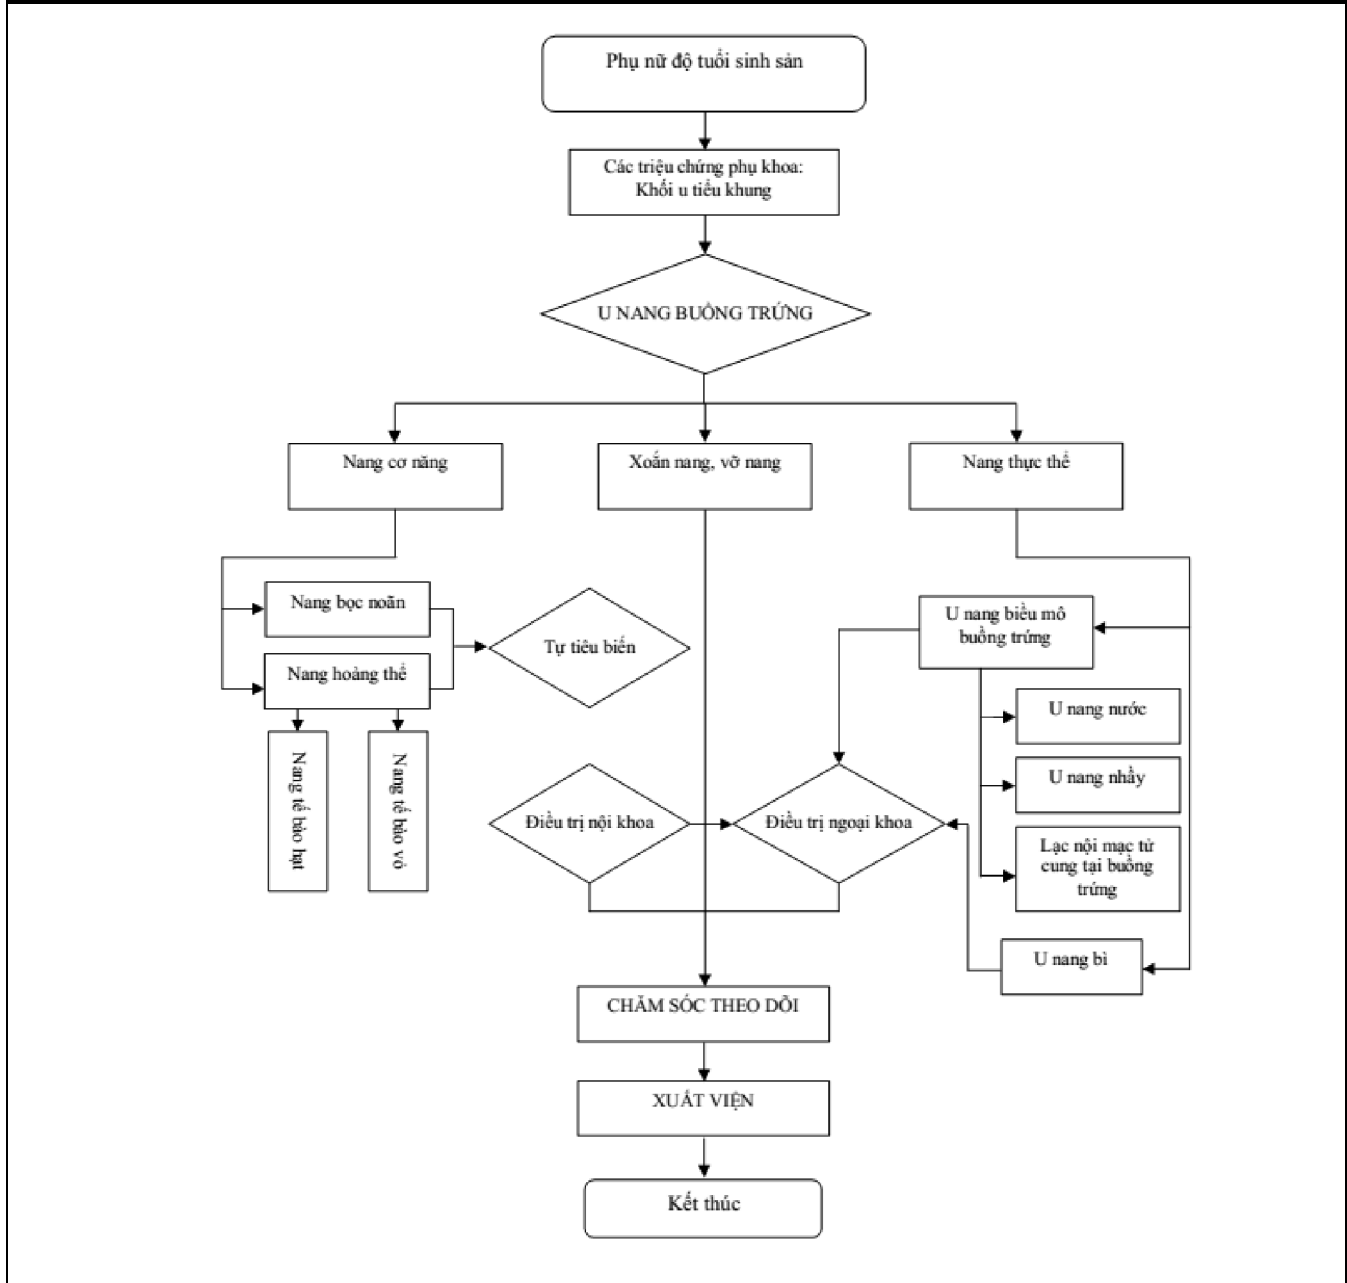 Phụ nữ độ tuổi sinh sản
Các triệu chứng phụ khoa:
Khối u tiểu khung
U NANG BUỒNG TRỨNG
Nang cơ năng
Xoắn nang, vỡ nang
Nang thực thể
Nang bọc noãn
Nang hoàng thể
Nang tế bào hạt
Nang tế bào vỏ
Tự tiêu biến
U nang biểu mô
buồng trứng
U nang nước
U nang nhầy
Lạc nội mạc tử
cung tại buồng
trứng
Điều trị nội khoa
Điều trị ngoại khoa
U nang bì
CHĂM SÓC THEO DÕI
XUẤT VIỆN
Kết thúc